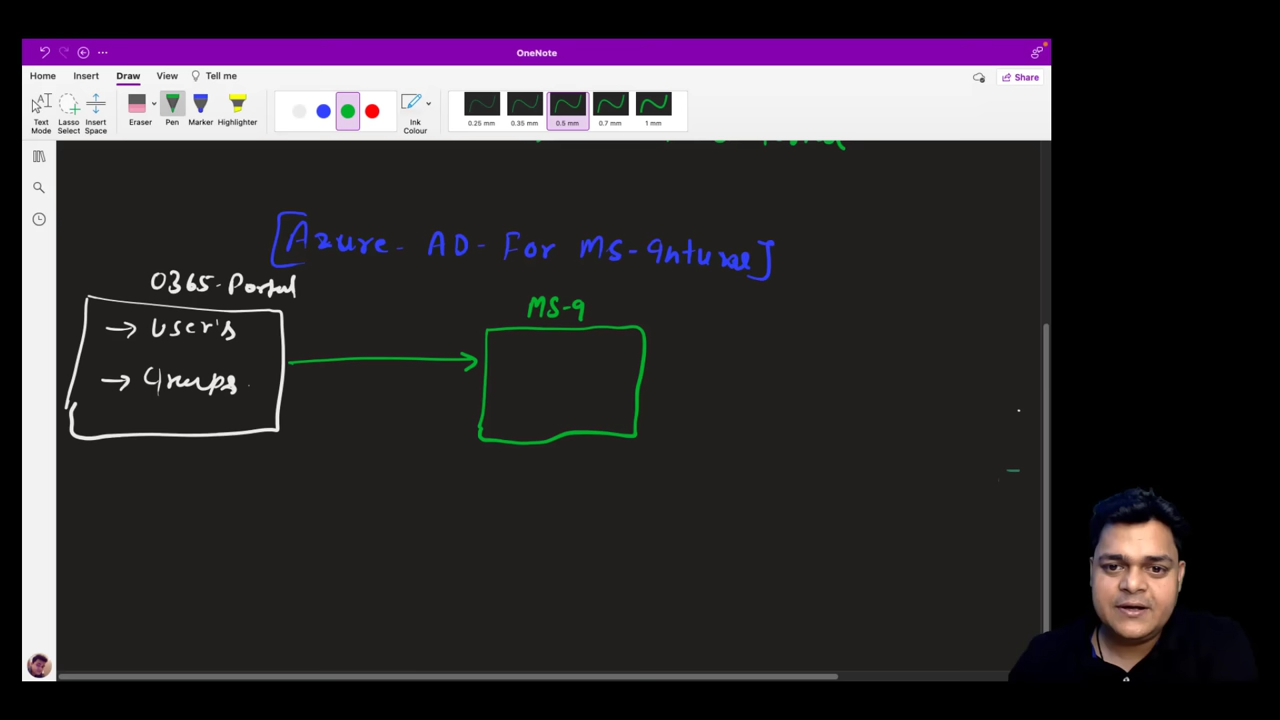 OneNote
Home Insert Draw View Tell me
Share
Text Mode
Lasso Select
Insert Space
Eraser
Pen
Marker
Highlighter
Ink Colour
0.25 mm 0.35 mm 0.5 mm 0.7 mm 1 mm
[Azure - AD - For MS-Intune]
O365-Portal
→ User's
→ Groups
MS-I